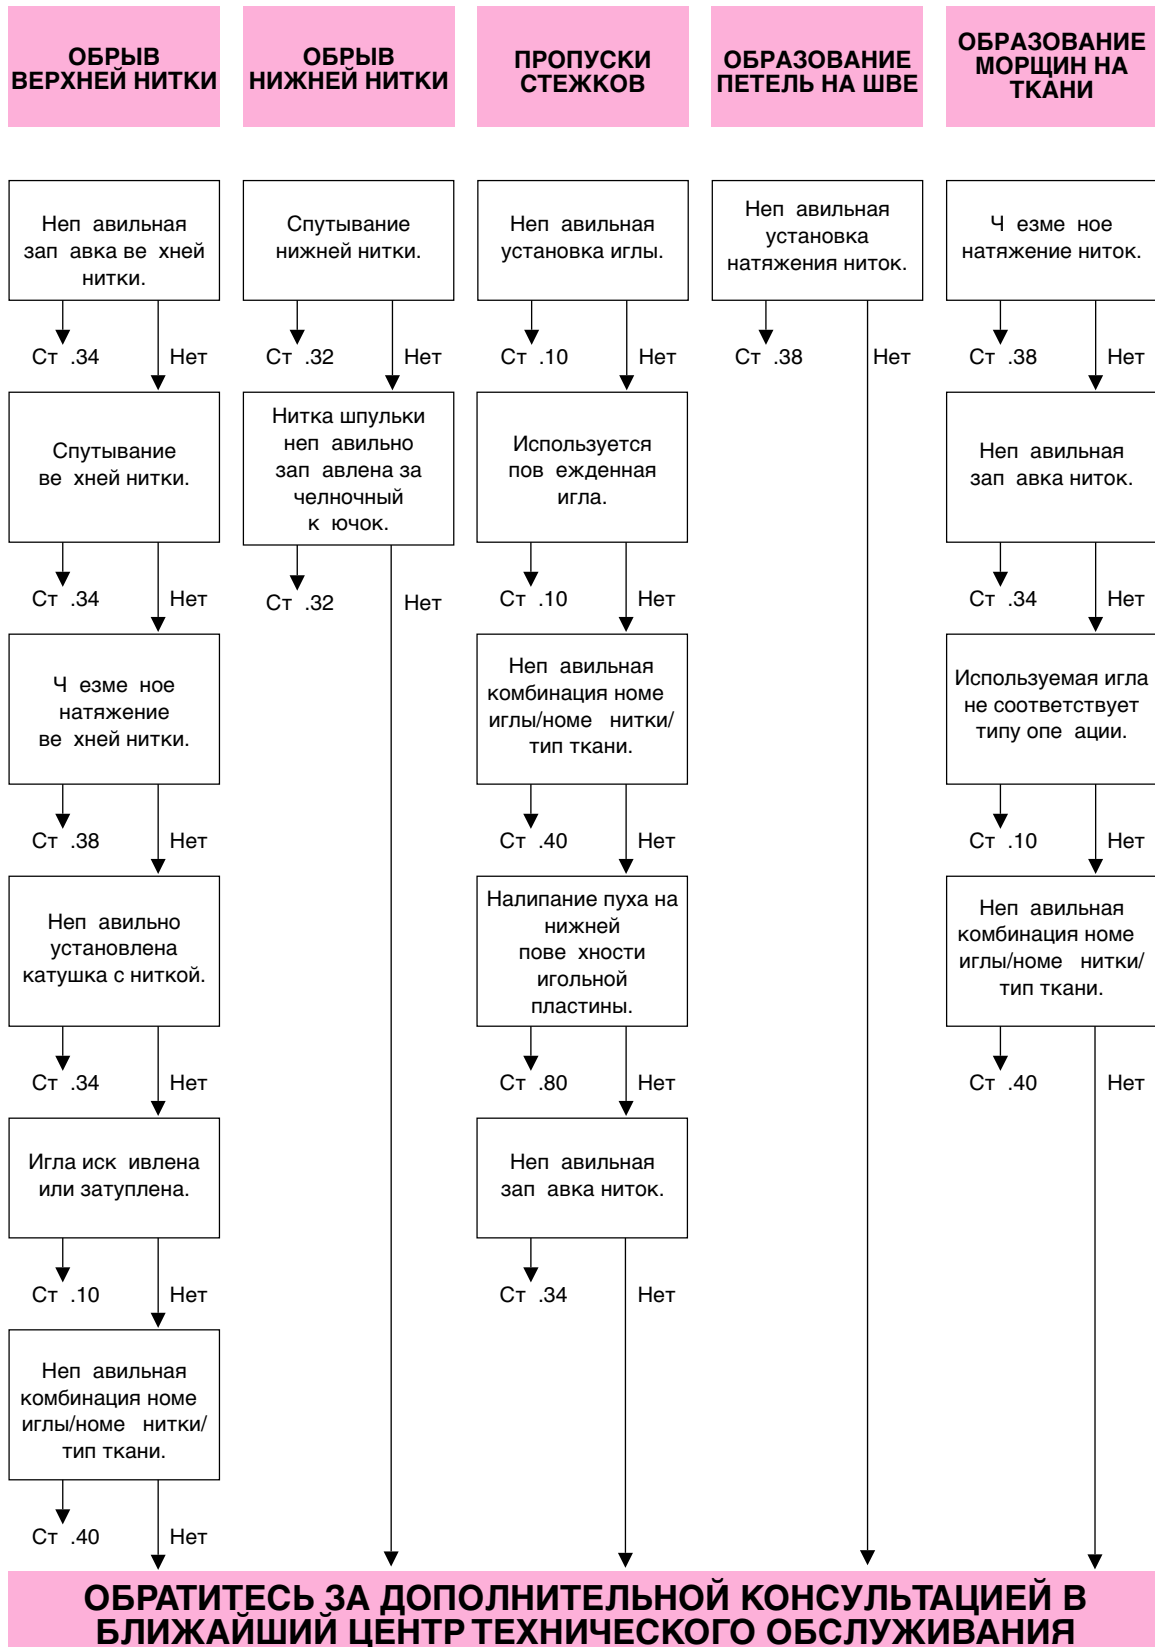 ОБРЫВ
ВЕРХНЕЙ НИТКИ
ОБРЫВ
НИЖНЕЙ НИТКИ
ПРОПУСКИ
СТЕЖКОВ
ОБРАЗОВАНИЕ
ПЕТЕЛЬ НА ШВЕ
ОБРАЗОВАНИЕ
МОРЩИН НА
ТКАНИ
Неп авильная
зап авка ве хней
нитки.
Ст .34
Нет
Спутывание
ве хней нитки.
Ст .34
Нет
Ч езме ное
натяжение
ве хней нитки.
Ст .38
Нет
Неп авильно
установлена
катушка с ниткой.
Ст .34
Нет
Игла иск ивлена
или затуплена.
Ст .10
Нет
Неп авильная
комбинация номе
иглы/номе нитки/
тип ткани.
Ст .40
Нет
Спутывание
нижней нитки.
Ст .32
Нет
Нитка шпульки
неп авильно
зап авлена за
челночный
к ючок.
Ст .32
Нет
Неп авильная
установка иглы.
Ст .10
Нет
Используется
пов ежденная
игла.
Ст .10
Нет
Неп авильная
комбинация номе
иглы/номе нитки/
тип ткани.
Ст .40
Нет
Налипание пуха на
нижней
пове хности
игольной
пластины.
Ст .80
Нет
Неп авильная
зап авка ниток.
Ст .34
Нет
Неп авильная
установка
натяжения ниток.
Ст .38
Нет
Ч езме ное
натяжение ниток.
Ст .38
Нет
Неп авильная
зап авка ниток.
Ст .34
Нет
Используемая игла
не соответствует
типу опе ации.
Ст .10
Нет
Неп авильная
комбинация номе
иглы/номе нитки/
тип ткани.
Ст .40
Нет
ОБРАТИТЕСЬ ЗА ДОПОЛНИТЕЛЬНОЙ КОНСУЛЬТАЦИЕЙ В
БЛИЖАЙШИЙ ЦЕНТР ТЕХНИЧЕСКОГО ОБСЛУЖИВАНИЯ